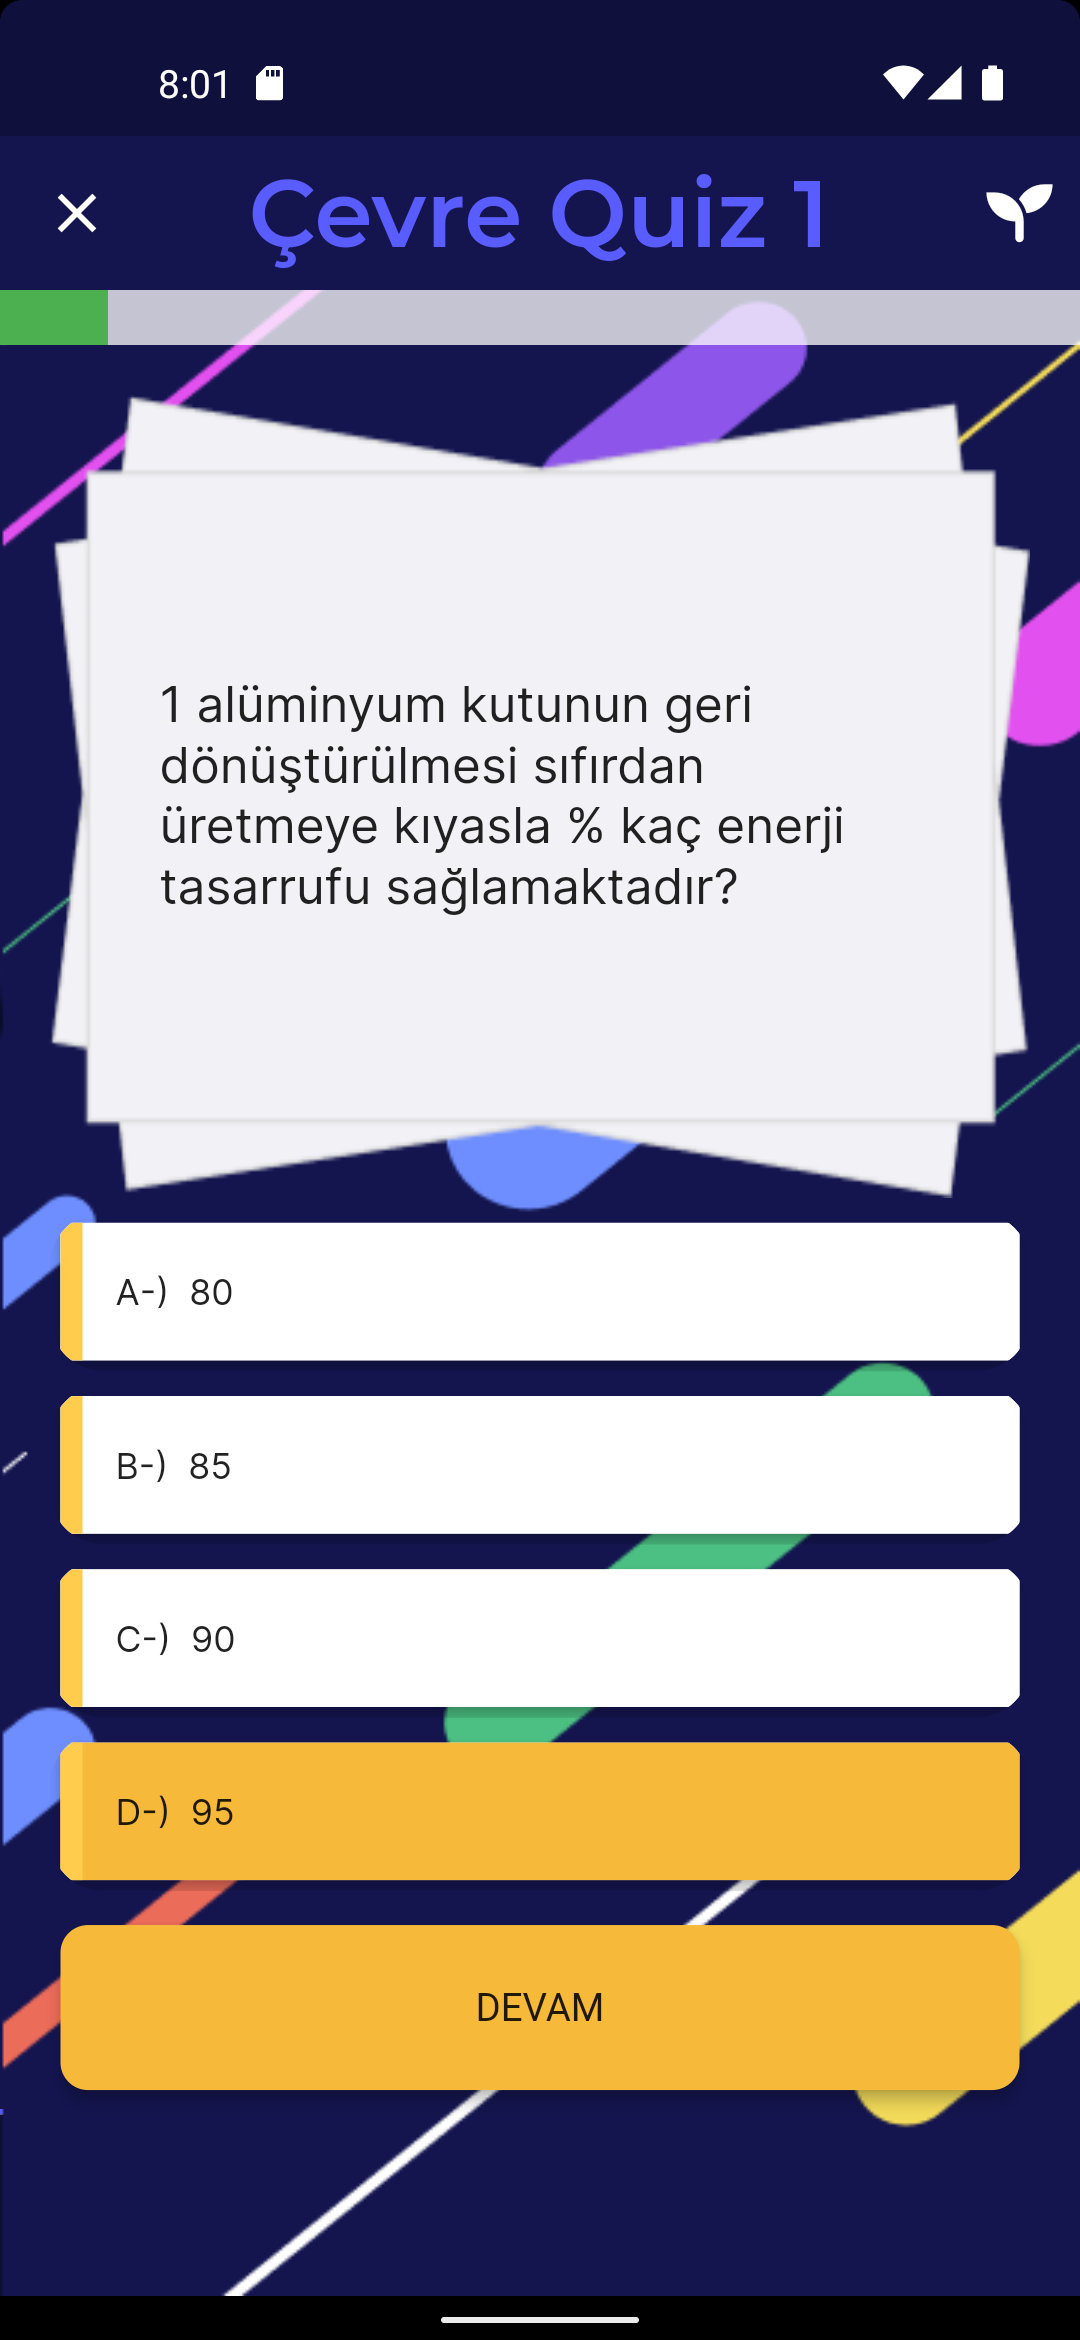 8:01
Çevre Quiz 1
1 alüminyum kutunun geri
dönüştürülmesi sıfırdan
üretmeye kıyasla % kaç enerji
tasarrufu sağlamaktadır?
A-) 80
B-) 85
C-) 90
D-) 95
DEVAM